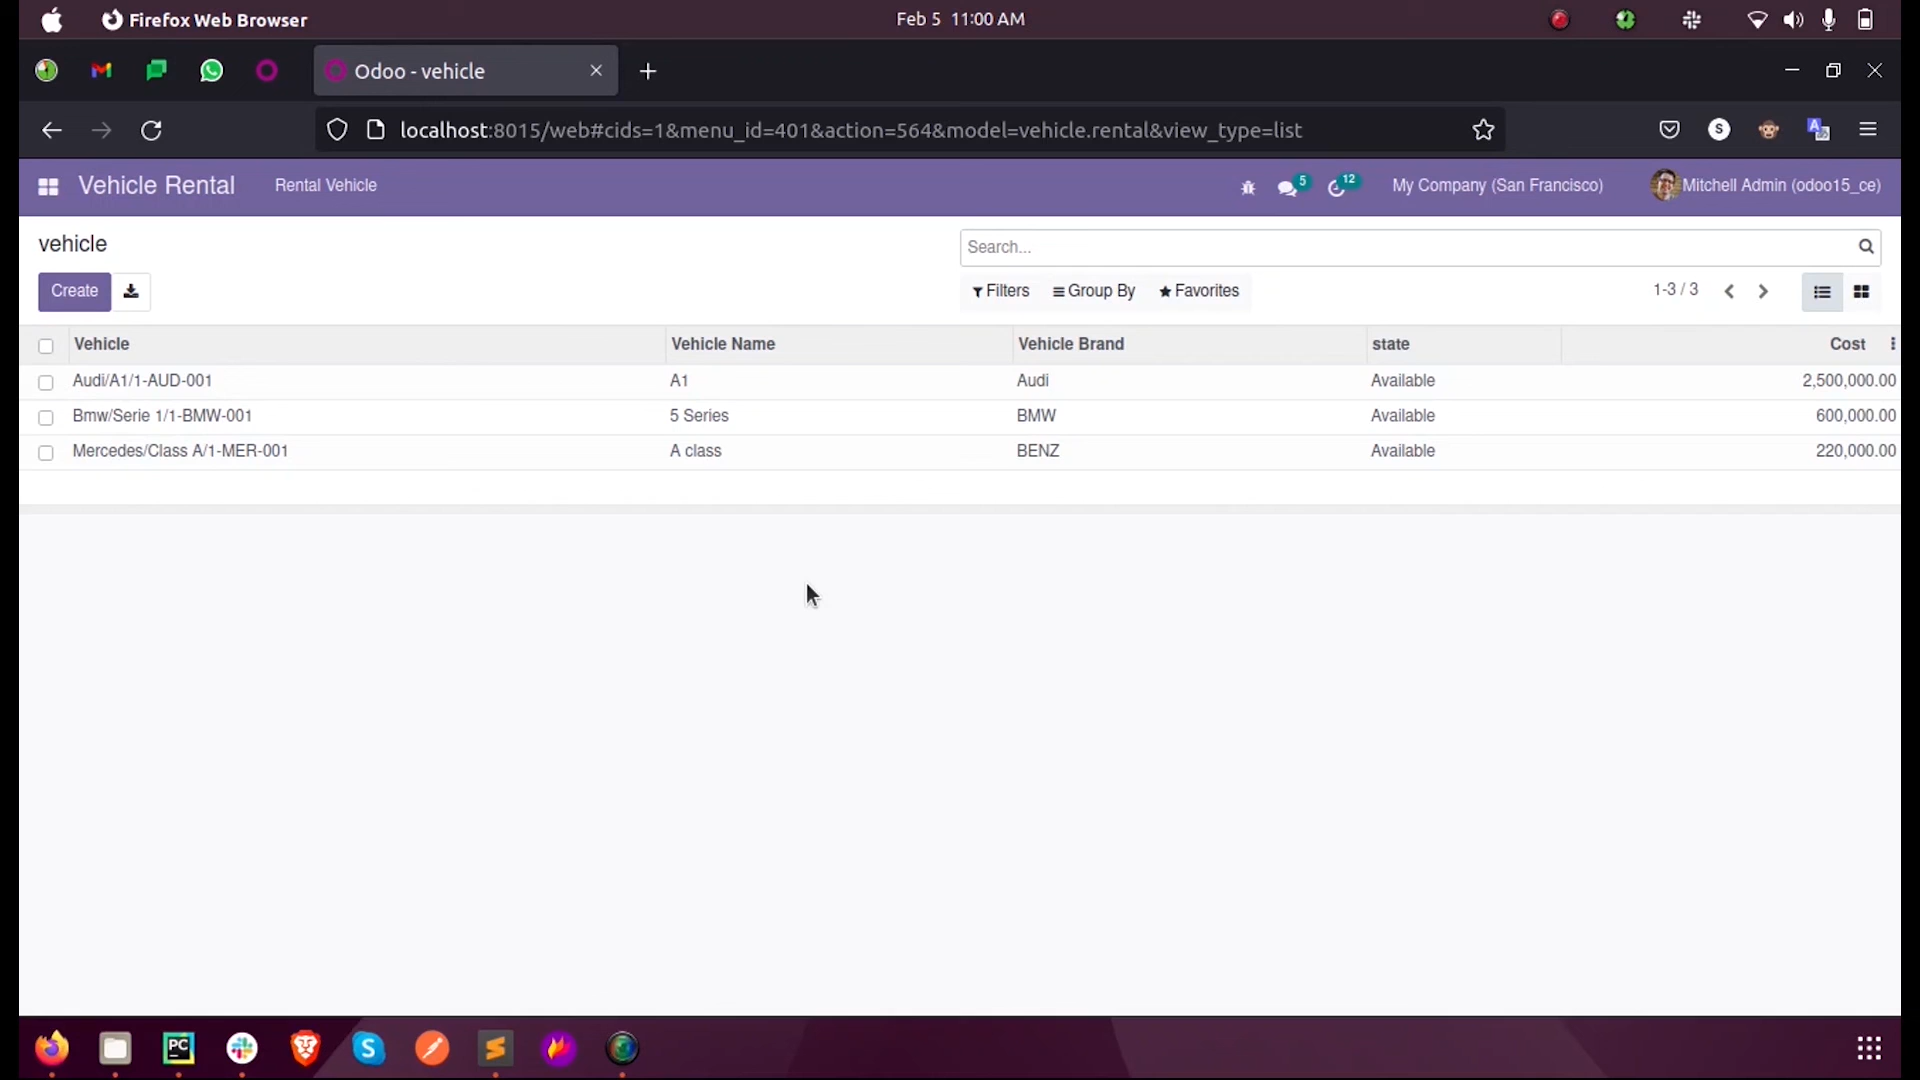 Firefox Web Browser
Feb 5 11:00 AM
Odoo - vehicle
localhost:8015/web#cids=1&menu_id=401&action=564&model=vehicle.rental&view_type=list
S
Vehicle Rental
Rental Vehicle
5
12
My Company (San Francisco)
Mitchell Admin (odoo15_ce)
vehicle
Search...
Create
Filters
Group By
Favorites
1-3 / 3
Vehicle Vehicle Name Vehicle Brand state Cost
Audi/A1/1-AUD-001 A1 Audi Available 2,500,000.00
Bmw/Serie 1/1-BMW-001 5 Series BMW Available 600,000.00
Mercedes/Class A/1-MER-001 A class BENZ Available 220,000.00
PC
S